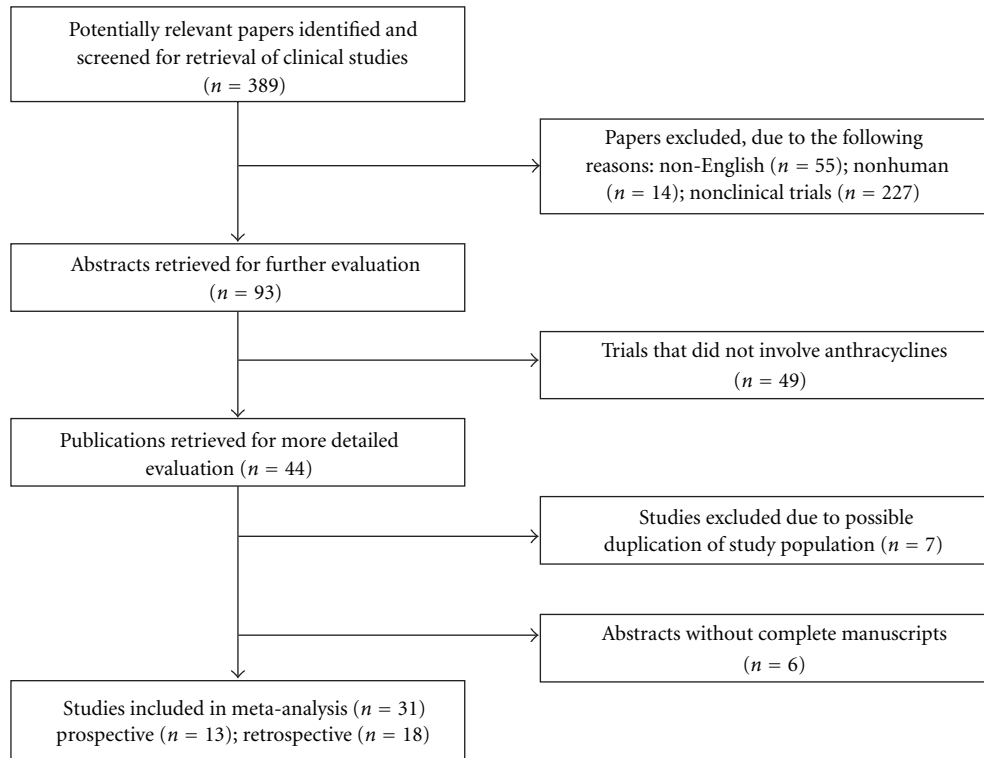 Potentially relevant papers identified and
screened for retrieval of clinical studies
(n = 389)
Papers excluded, due to the following
reasons: non-English (n = 55); nonhuman
(n = 14); nonclinical trials (n = 227)
Abstracts retrieved for further evaluation
(n = 93)
Trials that did not involve anthracyclines
(n = 49)
Publications retrieved for more detailed
evaluation (n = 44)
Studies excluded due to possible
duplication of study population (n = 7)
Abstracts without complete manuscripts
(n = 6)
Studies included in meta-analysis (n = 31)
prospective (n = 13); retrospective (n = 18)